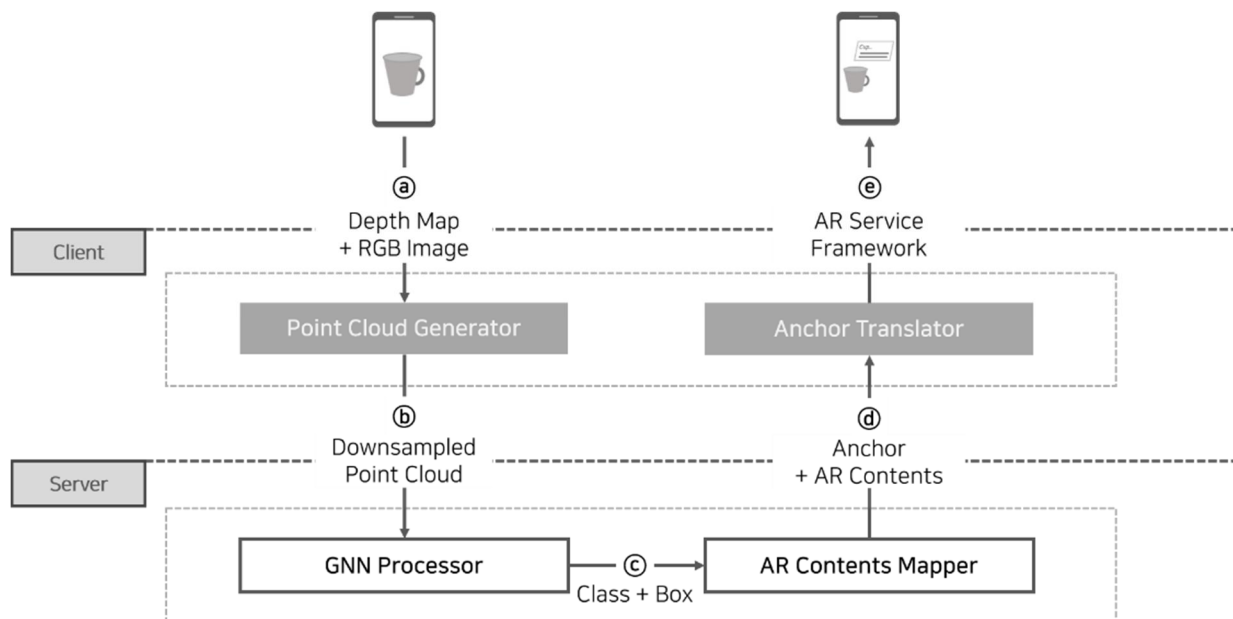 Cup..
ⓐ
ⓔ
Depth Map
+ RGB Image
AR Service
Framework
Client
Point Cloud Generator
Anchor Translator
ⓑ
ⓓ
Downsampled
Point Cloud
Anchor
+ AR Contents
Server
GNN Processor
ⓒ
Class + Box
AR Contents Mapper